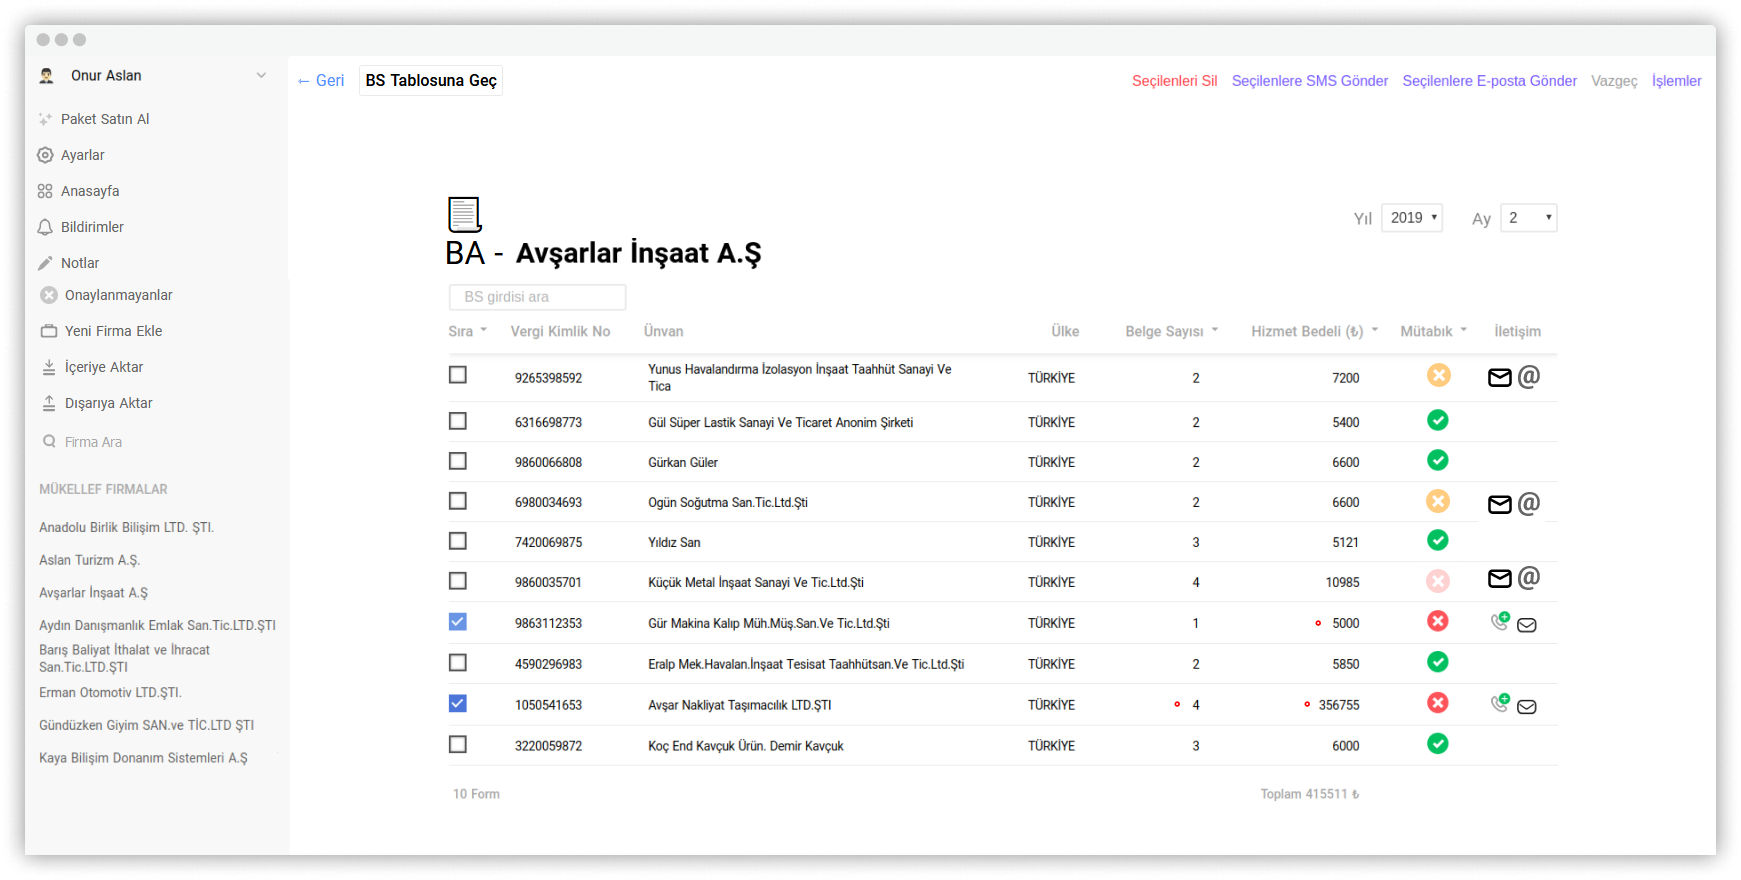 Onur Aslan
Paket Satın Al
Ayarlar
Anasayfa
Bildirimler
Notlar
Onaylanmayanlar
Yeni Firma Ekle
İçeriye Aktar
Dışarıya Aktar
Firma Ara
MÜKELLEF FIRMALAR
Anadolu Birlik Bilişim LTD. ŞTI.
Aslan Turizm A.Ş.
Avşarlar İnşaat A.Ş
Aydın Danışmanlık Emlak San.Tic.LTD.ŞTI
Barış Baliyat İthalat ve İhracat
San.Tic.LTD.ŞTI
Erman Otomotiv LTD.ŞTI.
Gündüzken Giyim SAN.ve TİC.LTD ŞTI
Kaya Bilişim Donanım Sistemleri A.Ş
← Geri BS Tablosuna Geç Seçilenleri Sil Seçilenlere SMS Gönder Seçilenlere E-posta Gönder Vazgeç İşlemler
Yıl 2019 Ay 2
BA - Avşarlar İnşaat A.Ş
BS girdisi ara
Sıra Vergi Kimlik No Ünvan Ülke Belge Sayısı Hizmet Bedeli (₺) Mütabık İletişim
9265398592 Yunus Havalandırma İzolasyon İnşaat Taahhüt Sanayi Ve TÜRKİYE 2 7200 @
Tica
6316698773 Gül Süper Lastik Sanayi Ve Ticaret Anonim Şirketi TÜRKİYE 2 5400
9860066808 Gürkan Güler TÜRKİYE 2 6600
6980034693 Ogün Soğutma San.Tic.Ltd.Şti TÜRKİYE 2 6600 @
7420069875 Yıldız San TÜRKİYE 3 5121
9860035701 Küçük Metal İnşaat Sanayi Ve Tic.Ltd.Şti TÜRKİYE 4 10985 @
9863112353 Gür Makina Kalıp Müh.Müş.San.Ve Tic.Ltd.Şti TÜRKİYE 1 5000
4590296983 Eralp Mek.Havalan.İnşaat Tesisat Taahhütsan.Ve Tic.Ltd.Şti TÜRKİYE 2 5850
1050541653 Avşar Nakliyat Taşımacılık LTD.ŞTI TÜRKİYE 4 356755
3220059872 Koç End Kavçuk Ürün. Demir Kavçuk TÜRKİYE 3 6000
10 Form Toplam 415511 ₺